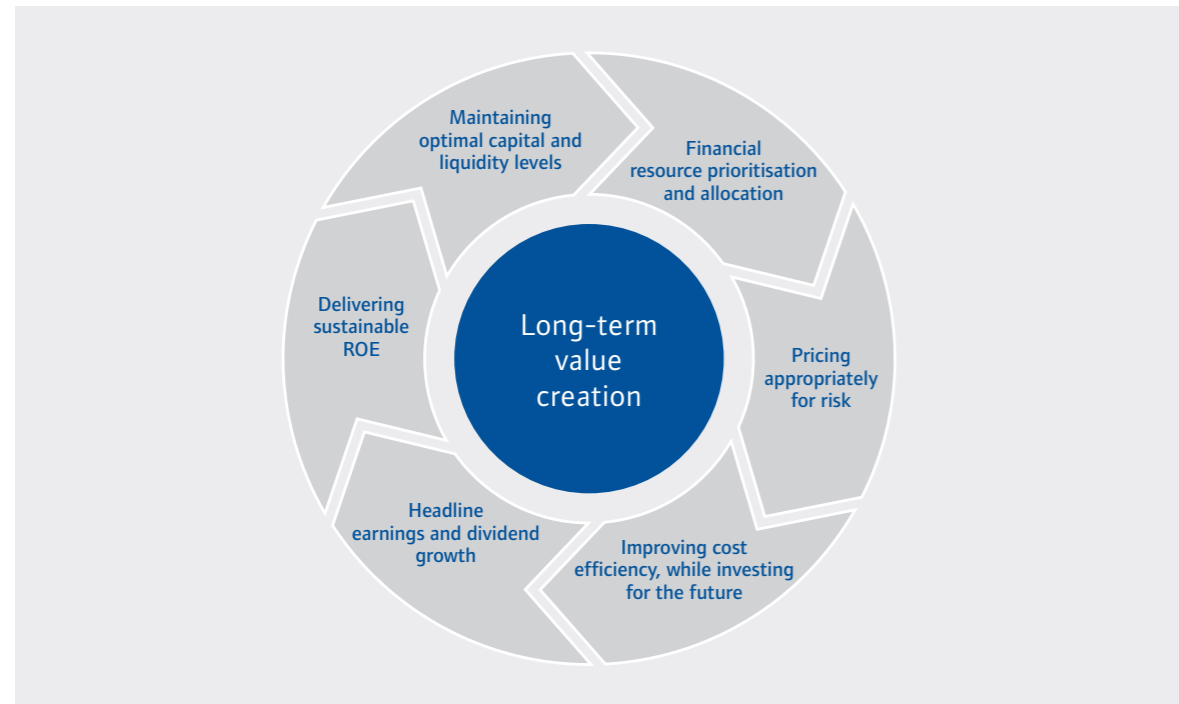 Maintaining
optimal capital and
liquidity levels
Financial
resource prioritisation
and allocation
Pricing
appropriately
for risk
Improving cost
efficiency, while investing
for the future
Headline
earnings and dividend
growth
Delivering
sustainable
ROE
Long-term
value
creation